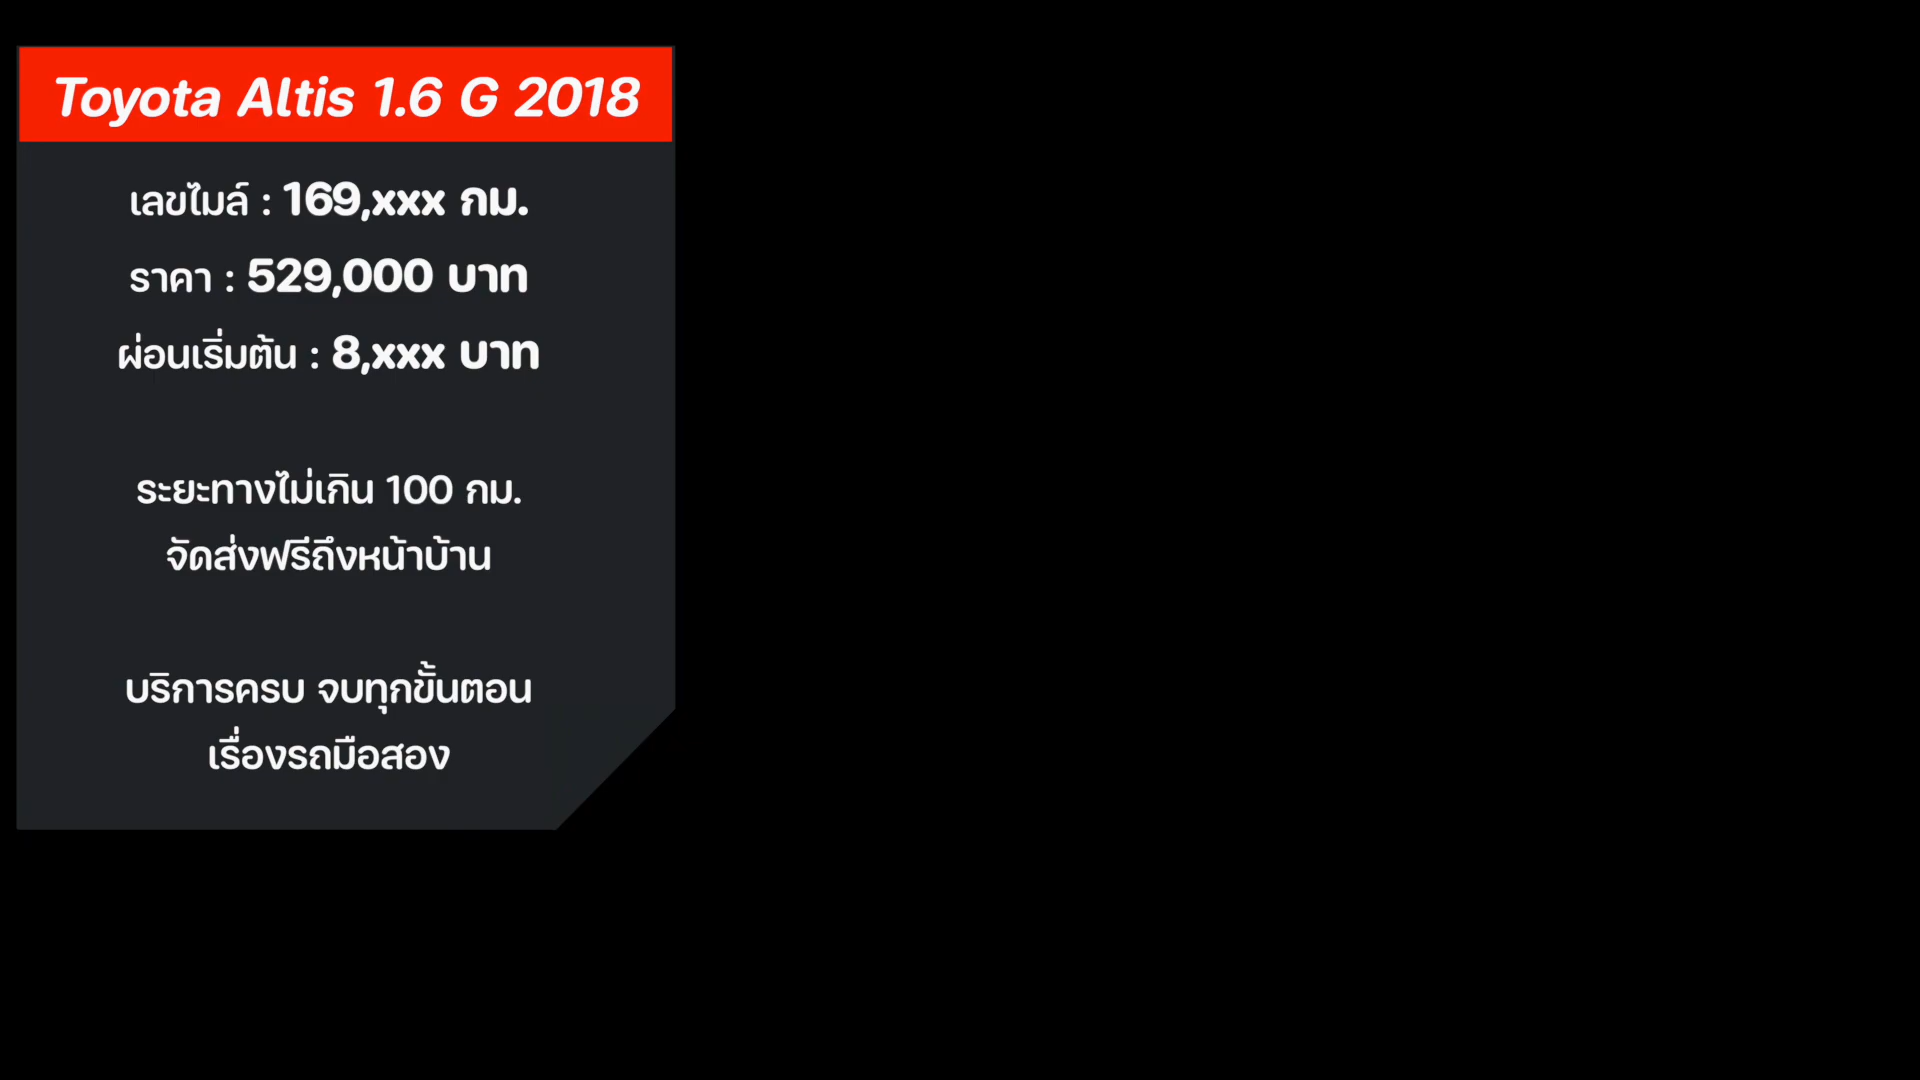 Toyota Altis 1.6 G 2018
เลขไมล์ : 169,xxx กม.
ราคา : 529,000 บาท
ผ่อนเริ่มต้น : 8,xxx บาท
ระยะทางไม่เกิน 100 กม.
จัดส่งฟรีถึงหน้าบ้าน
บริการครบ จบทุกขั้นตอน
เรื่องรถมือสอง